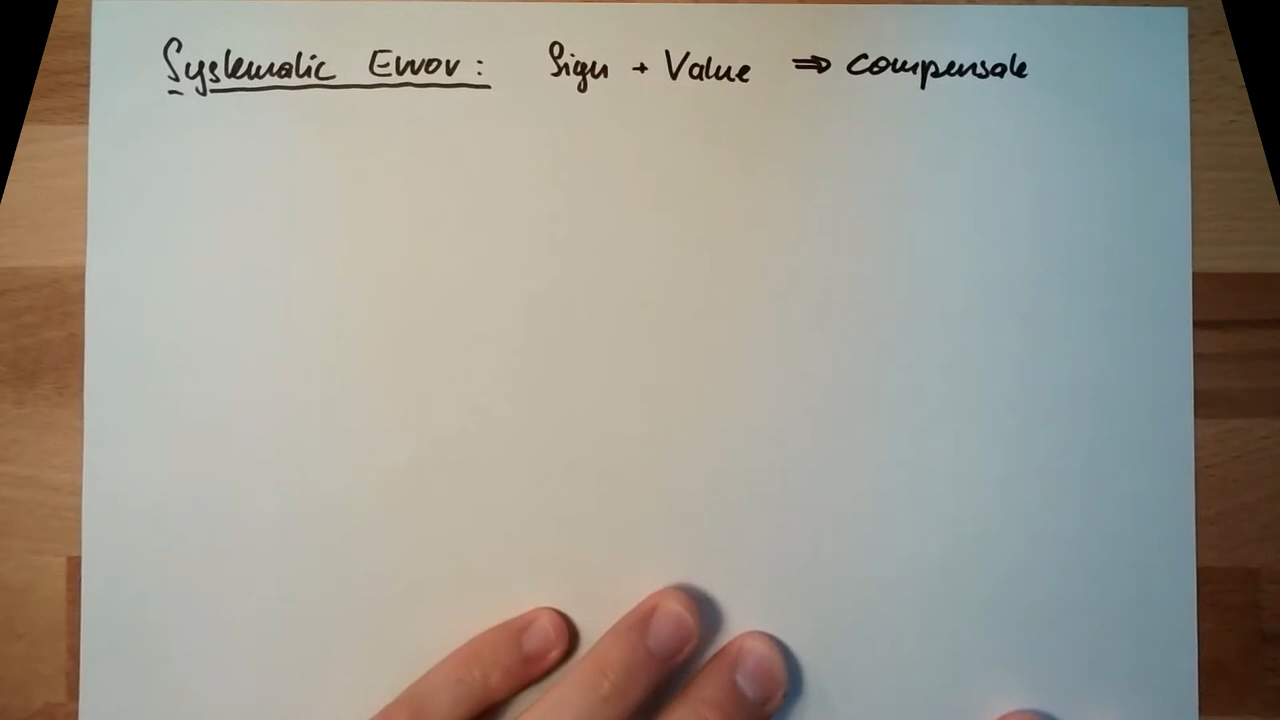 Systematic Error: Sign + Value ⇒ compensate